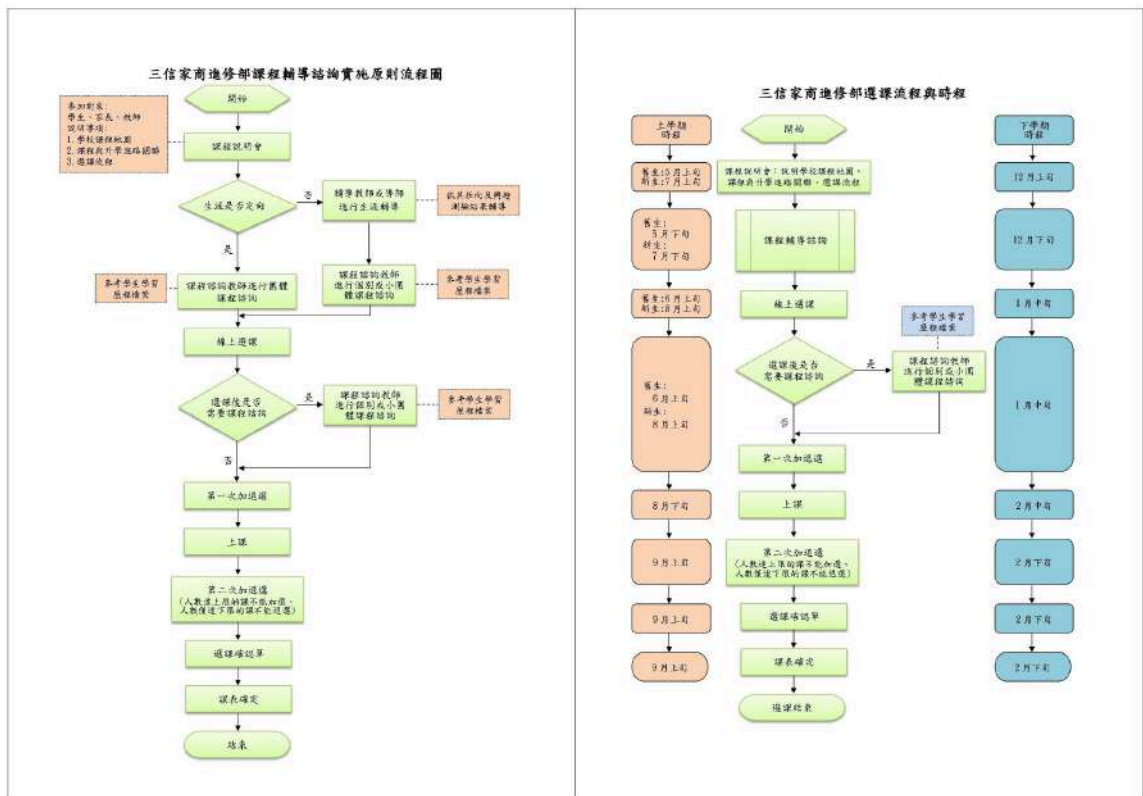 三信家商進修部課程輔導諮詢實施原則流程圖
開始
參加對象:
學生、家長、教師
說明事項:
1.學校課程地圖
2.課程與升學進路關聯
3.選課流程
課程說明會
生涯是否定向
否
輔導教師或導師
進行生涯輔導
依其性向及興趣
測驗結果輔導
是
參考學生學習
歷程檔案
課程諮詢教師進行團體
課程諮詢
課程諮詢教師
進行個別或小團
體課程諮詢
參考學生學習
歷程檔案
線上選課
選課後是否
需要課程諮詢
是
課程諮詢教師
進行個別或小團
體課程諮詢
參考學生學習
歷程檔案
否
第一次加退選
上課
第二次加退選
(人數達上限的課不能加選、
人數僅達下限的課不能退選)
選課確認單
課表確定
結束
三信家商進修部選課流程與時程
上學期
時程
舊生:5月上旬
新生:7月上旬
舊生:
5月下旬
新生:
7月下旬
舊生:6月上旬
新生:8月上旬
舊生:
6月上旬
新生:
8月上旬
8月下旬
9月上旬
9月上旬
9月上旬
開始
課程說明會:說明學校課程地圖、
課程與升學進路關聯、選課流程
課程輔導諮詢
線上選課
參考學生學習
歷程檔案
選課後是否
需要課程諮詢
是
課程諮詢教師
進行個別或小團
體課程諮詢
否
第一次加退選
上課
第二次加退選
(人數達上限的課不能加選、
人數僅達下限的課不能退選)
選課確認單
課表確定
選課結束
下學期
時程
12月上旬
12月下旬
1月中旬
1月中旬
2月中旬
2月下旬
2月下旬
2月下旬